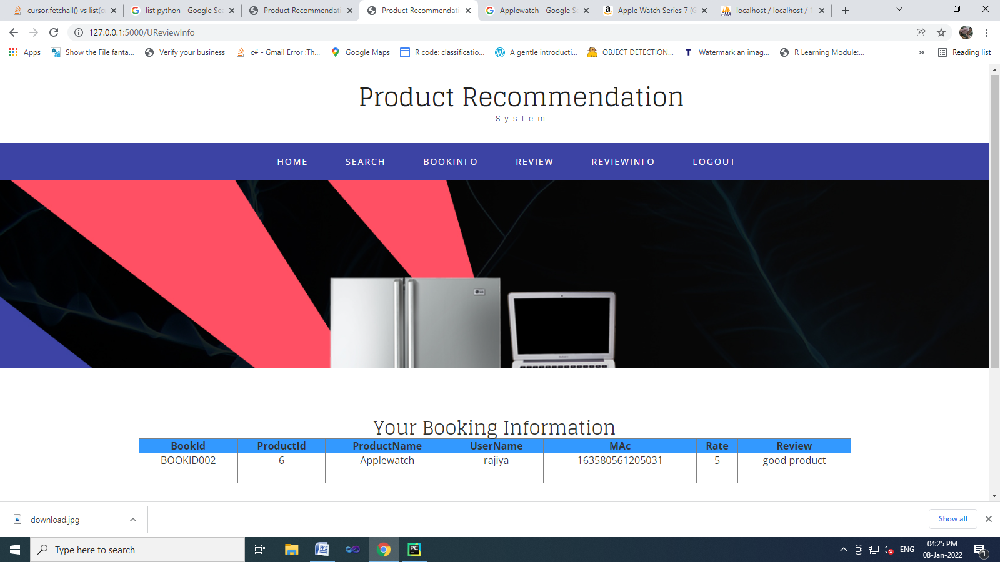 cursor.fetchall() vs list(c
list python - Google Se
Product Recommendati
Product Recommendati
Applewatch - Google S
Apple Watch Series 7 (G
localhost / localhost / 1
127.0.0.1:5000/UReviewInfo
Apps
Show the File fanta...
Verify your business
c# - Gmail Error :Th...
Google Maps
R code: classificatio...
A gentle introducti...
OBJECT DETECTION...
Watermark an imag...
R Learning Module:...
»
Reading list
Product Recommendation
System
HOME SEARCH BOOKINFO REVIEW REVIEWINFO LOGOUT
LG
Your Booking Information
BookId ProductId ProductName UserName MAc Rate Review
BOOKID002 6 Applewatch rajiya 163580561205031 5 good product
download.jpg
Show all
Type here to search
ENG
04:25 PM
08-Jan-2022
1